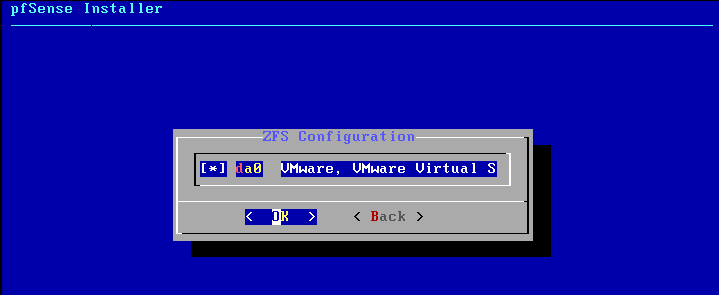 pfSense Installer
ZFS Configuration
[*] da0 VMware, VMware Virtual S
< OK > < Back >